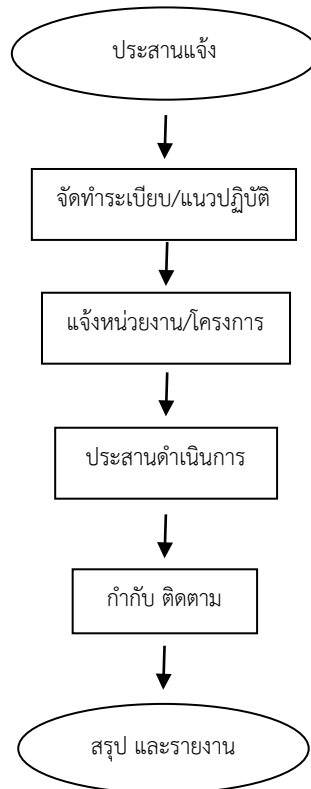 ประสานแจ้ง
จัดทำระเบียบ/แนวปฏิบัติ
แจ้งหน่วยงาน/โครงการ
ประสานดำเนินการ
กำกับ ติดตาม
สรุป และรายงาน